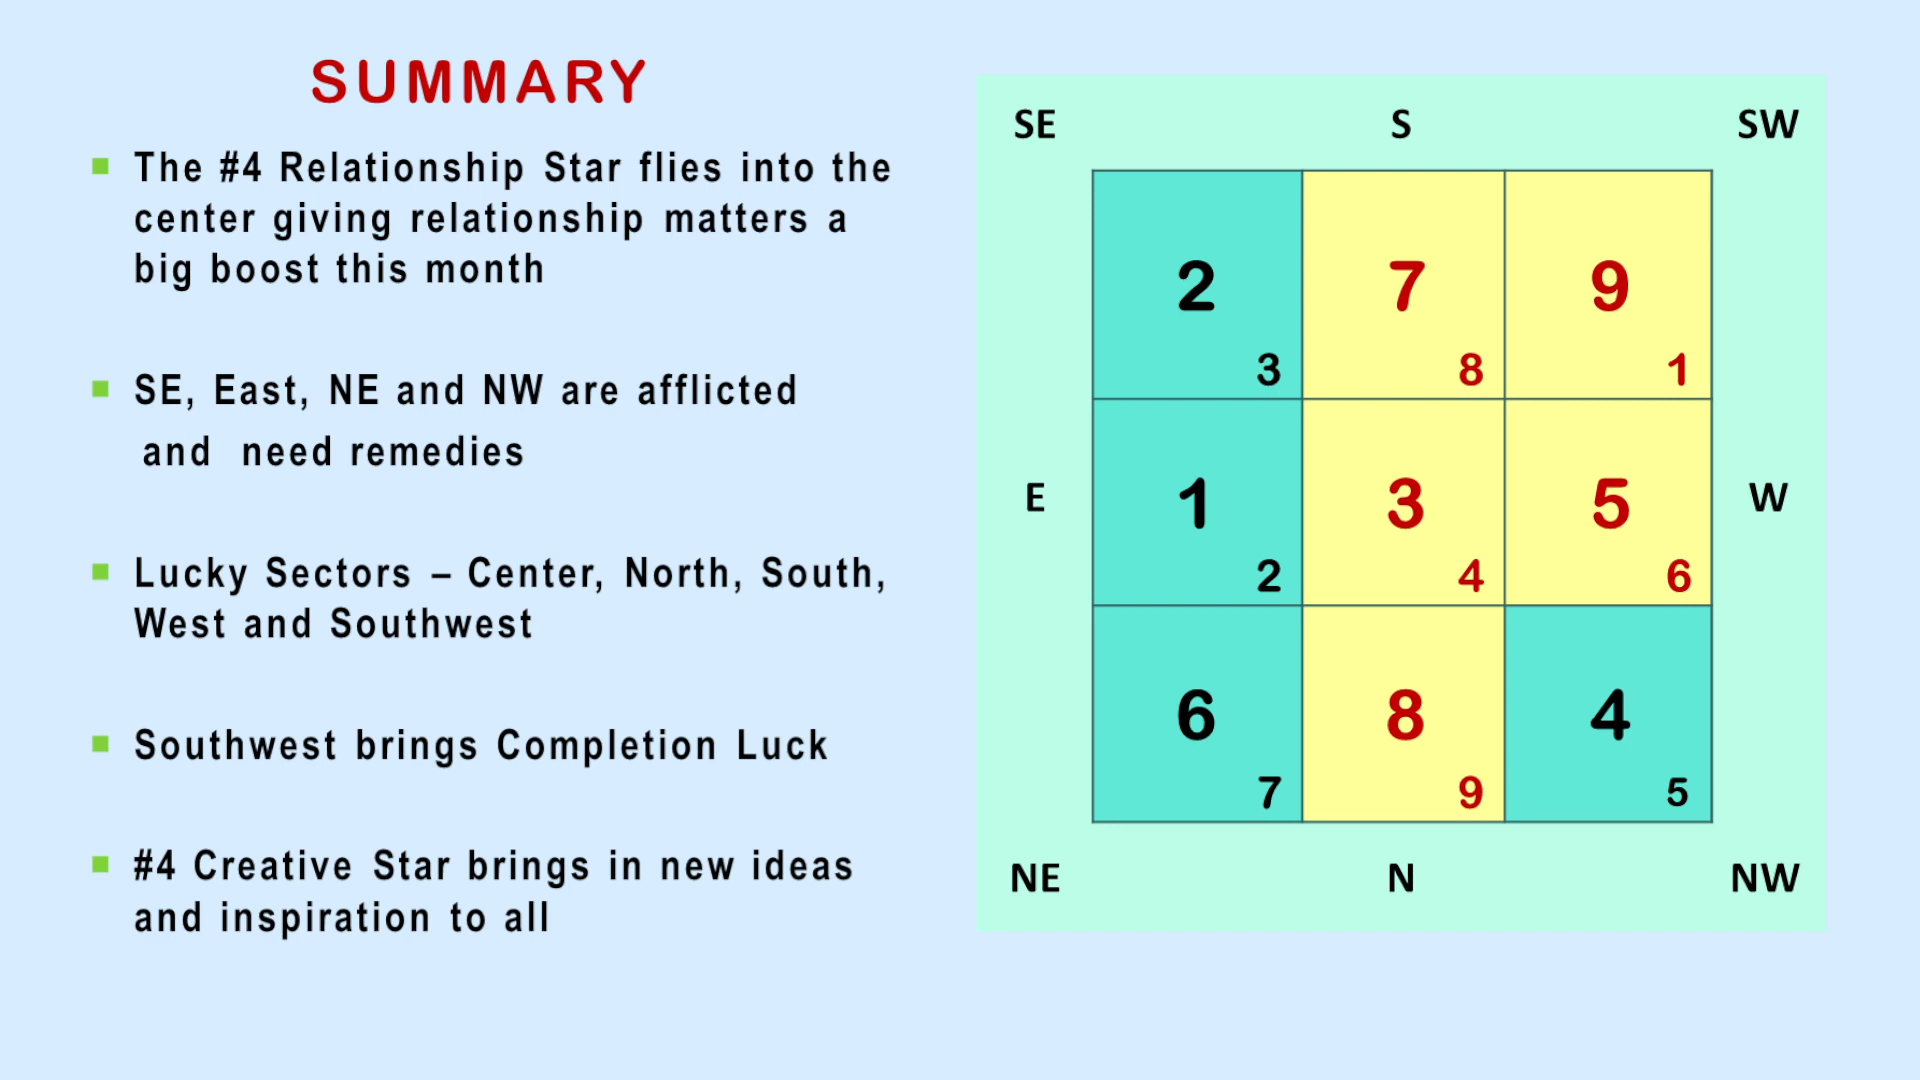 SUMMARY
The #4 Relationship Star flies into the
center giving relationship matters a
big boost this month
SE, East, NE and NW are afflicted
and need remedies
Lucky Sectors – Center, North, South,
West and Southwest
Southwest brings Completion Luck
#4 Creative Star brings in new ideas
and inspiration to all
SE S SW
2 7 9
3 8 1
E 1 3 5 W
2 4 6
6 8 4
7 9 5
NE N NW